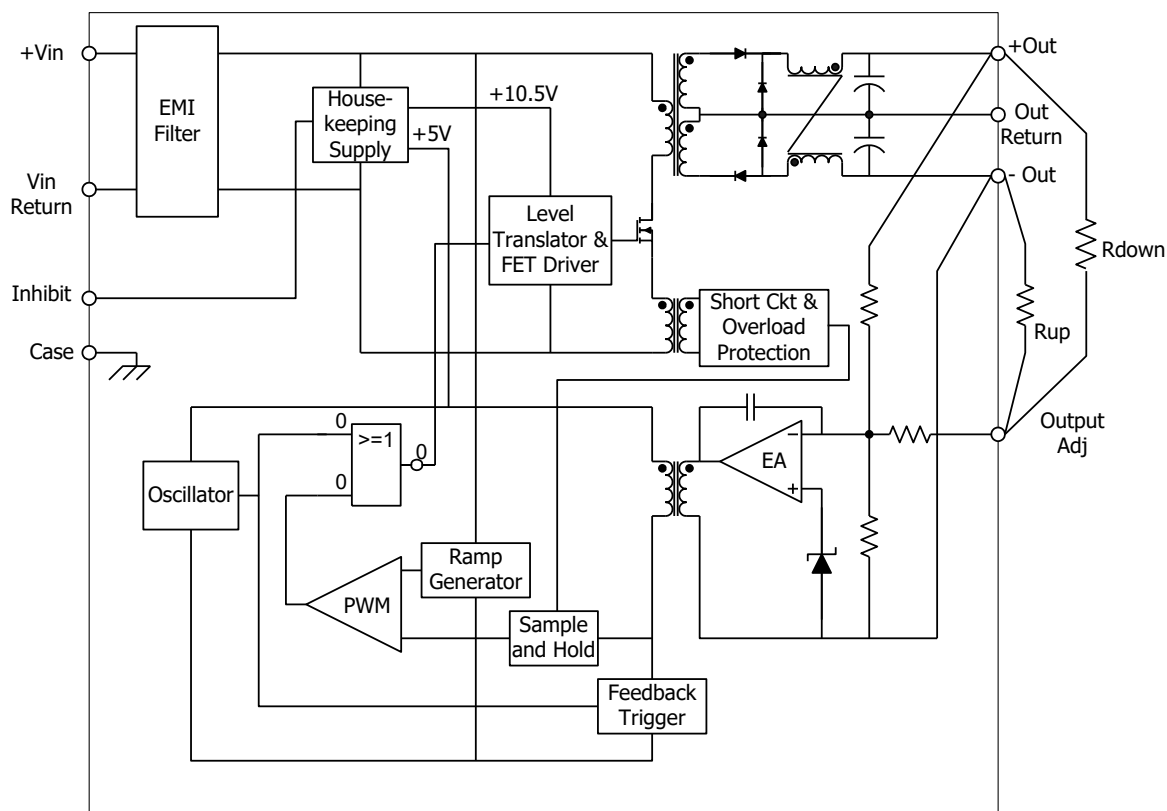 +Vin
EMI
Filter
House-
keeping
Supply
+10.5V
+5V
+Out
Out
Return
- Out
Vin
Return
Level
Translator &
FET Driver
Rdown
Inhibit
Short Ckt &
Overload
Protection
Rup
Case
0
>=1
0
0
Oscillator
EA
−
+
Output
Adj
PWM
Ramp
Generator
Sample
and Hold
Feedback
Trigger